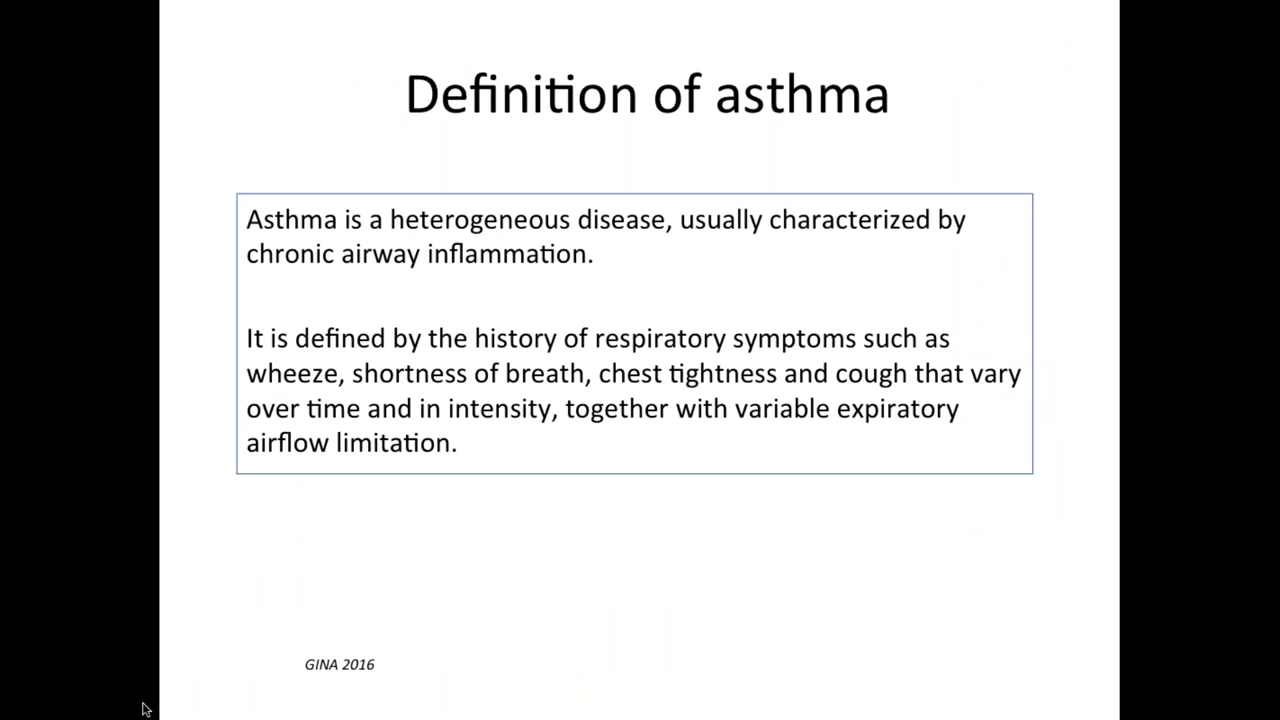 Definition of asthma
Asthma is a heterogeneous disease, usually characterized by
chronic airway inflammation.
It is defined by the history of respiratory symptoms such as
wheeze, shortness of breath, chest tightness and cough that vary
over time and in intensity, together with variable expiratory
airflow limitation.
GINA 2016